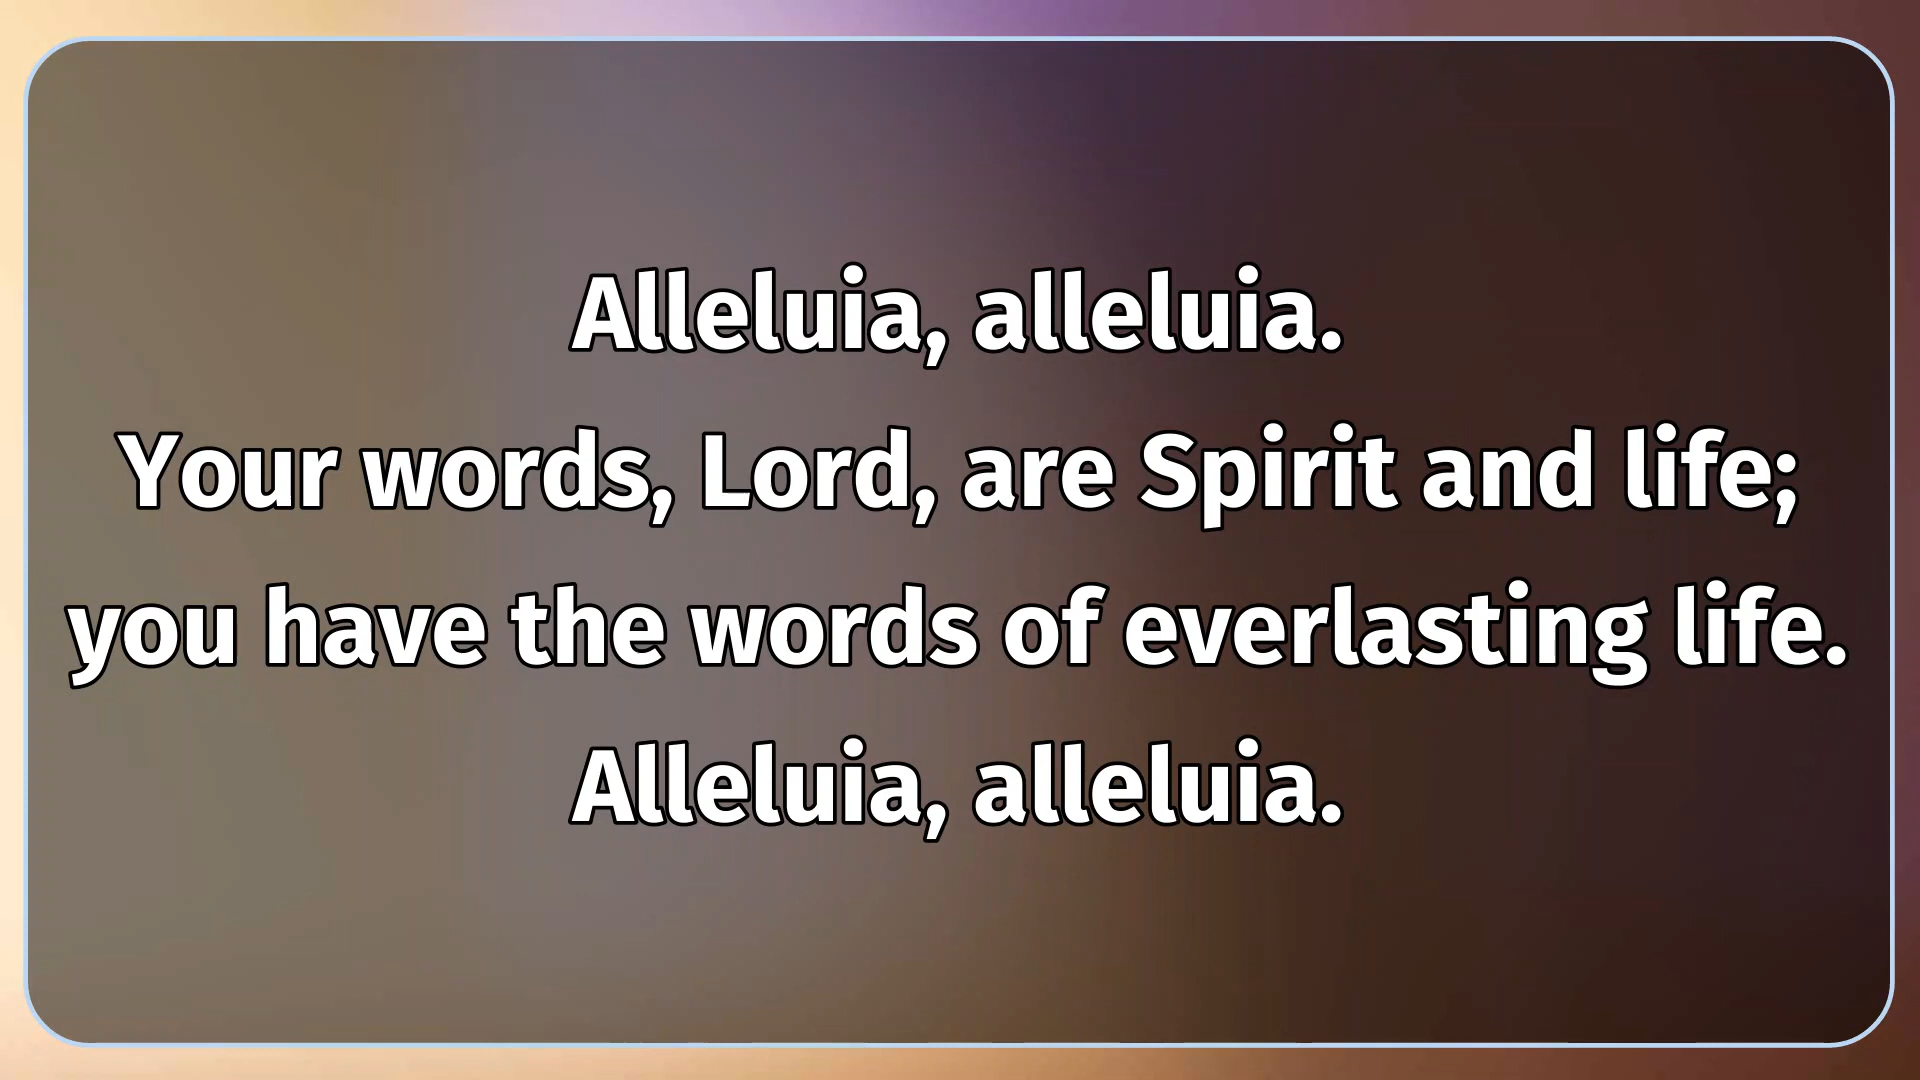 Alleluia, alleluia.
Your words, Lord, are Spirit and life;
you have the words of everlasting life.
Alleluia, alleluia.